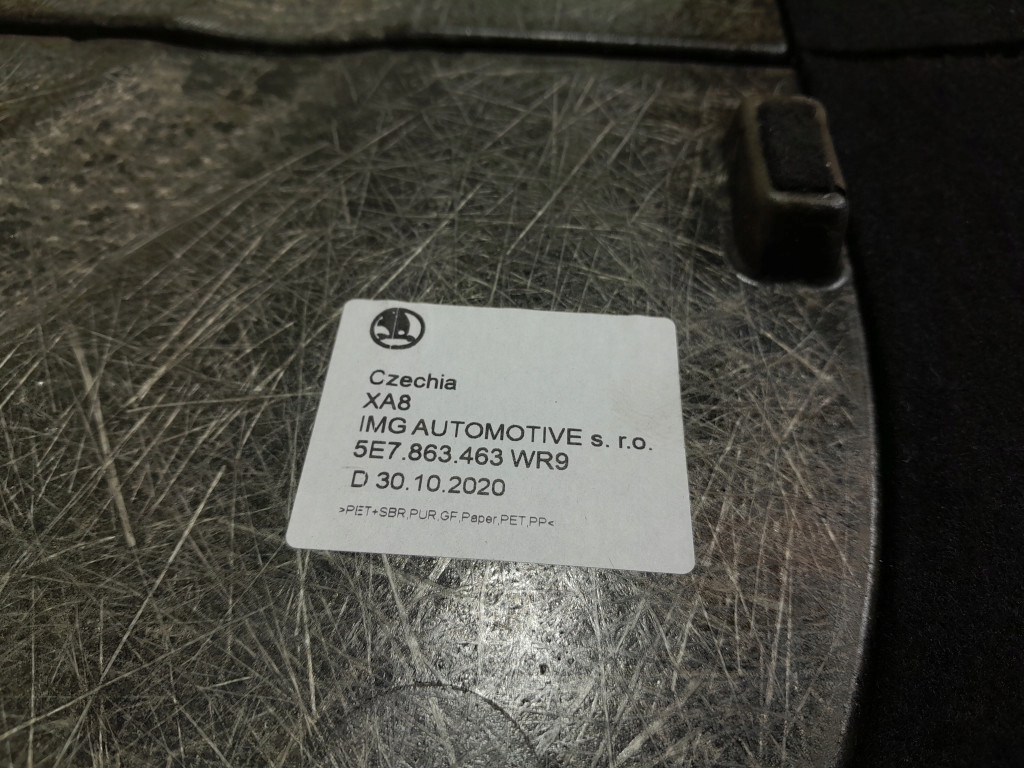 Czechia
XA8
IMG AUTOMOTIVE s. r.o.
5E7.863.463 WR9
D 30.10.2020
>PET+SBR,PUR,GF,Paper,PET,PP<